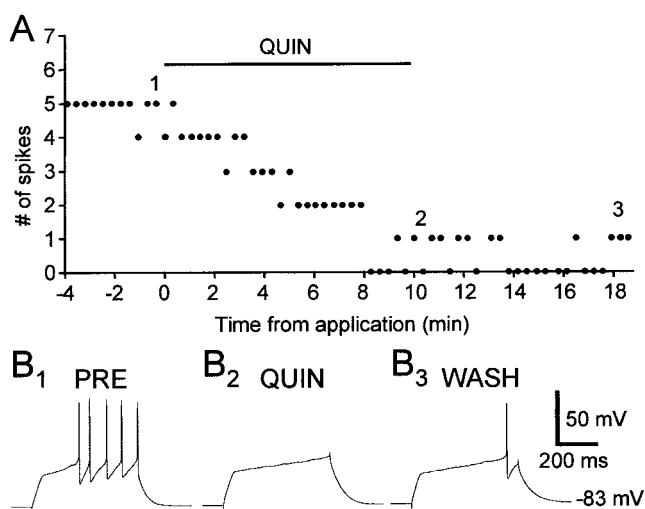 A
QUIN
7
6
5
4
3
2
1
0
# of spikes
1
2
3
-4
-2
0
2
4
6
8
10
12
14
16
18
Time from application (min)
B1 PRE
B2 QUIN
B3 WASH
50 mV
200 ms
-83 mV